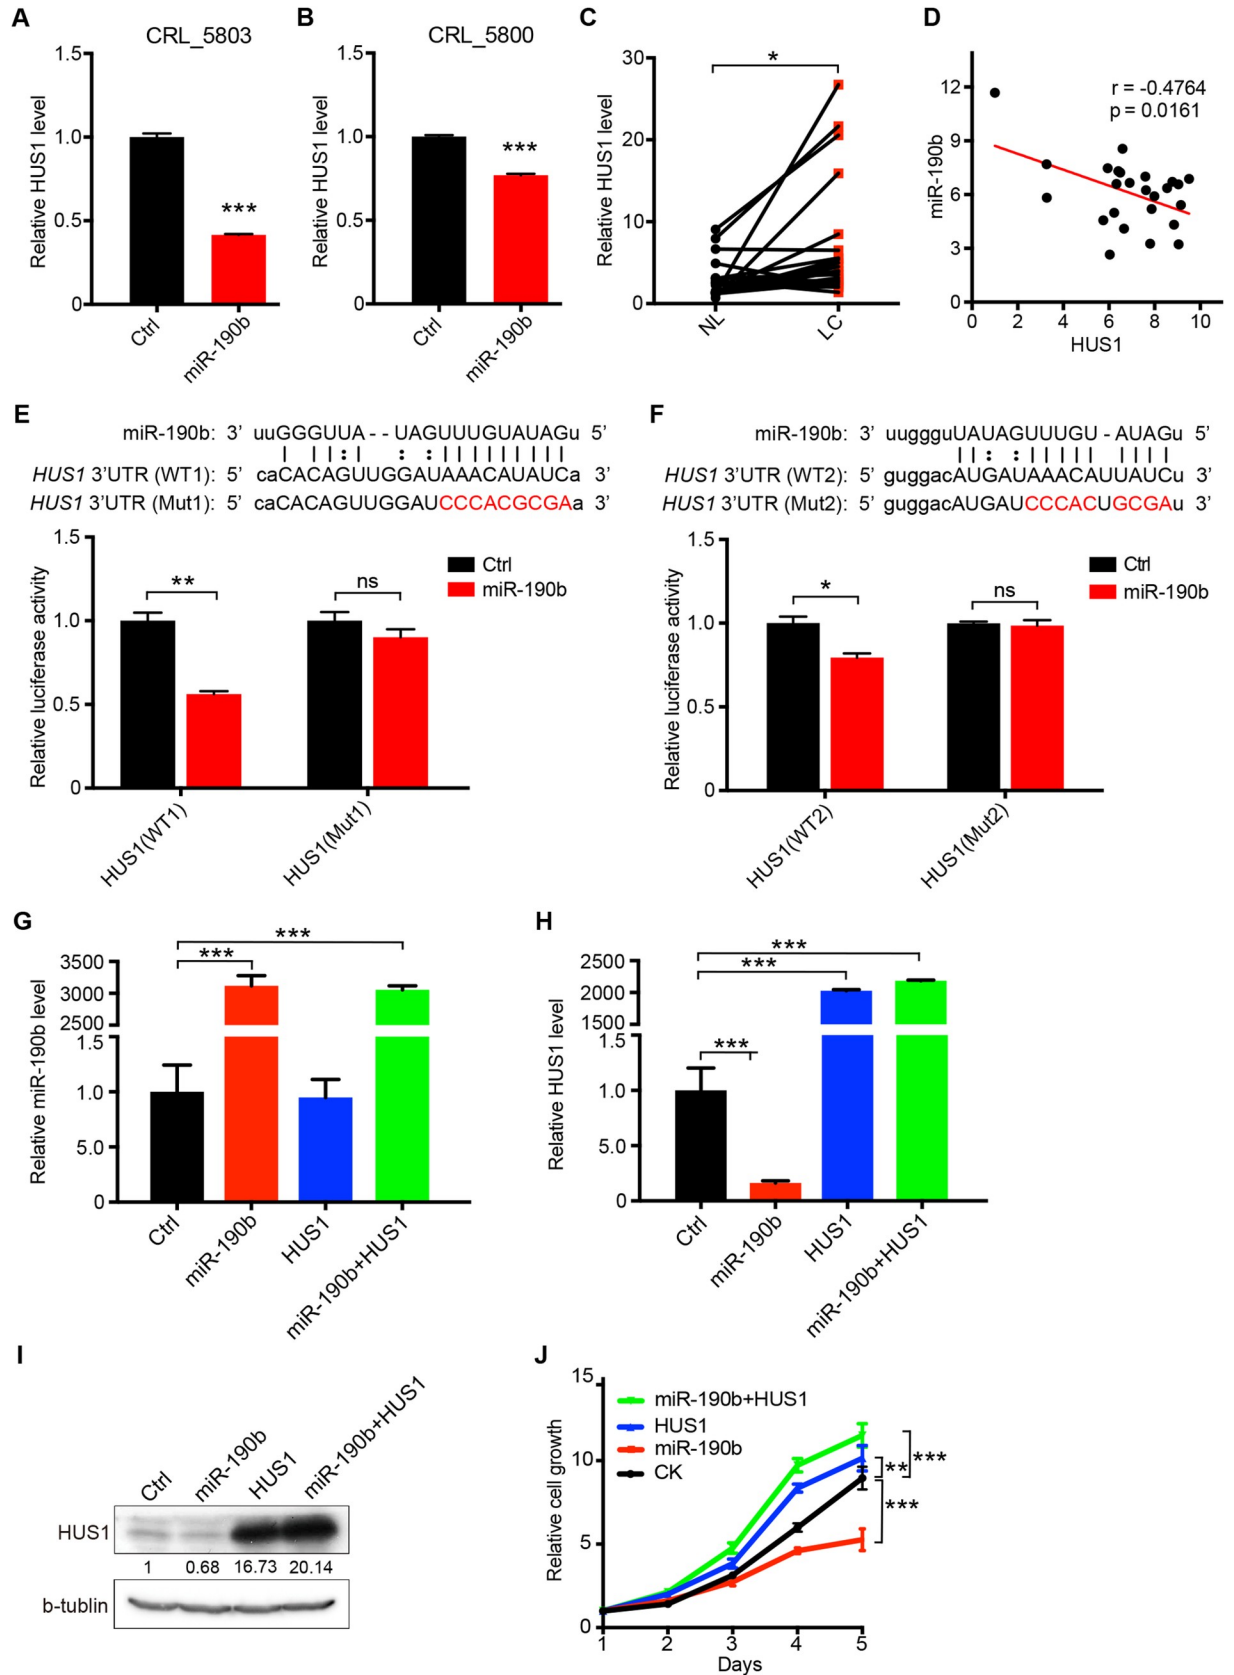 A
CRL_5803
Relative HUS1 level
1.5
1.0
0.5
0
***
Ctrl
miR-190b
B
CRL_5800
Relative HUS1 level
1.5
1.0
0.5
0
***
Ctrl
miR-190b
C
Relative HUS1 level
30
20
10
0
*
NL
LC
D
miR-190b
12
9
6
3
0
r = -0.4764
p = 0.0161
0 2 4 6 8 10
HUS1
E
miR-190b: 3' uuGGGUUA--UAGUUUGUAUAGu 5'
HUS1 3'UTR (WT1): 5' caCACAGUUGGAUAAACAUAUCa 3'
HUS1 3'UTR (Mut1): 5' caCACAGUUGGAUCCCACGCGAa 3'
Relative luciferase activity
1.5
1.0
0.5
0
**
ns
Ctrl
miR-190b
HUS1(WT1)
HUS1(Mut1)
F
miR-190b: 3' uuggguUAUAGUUUGU-AUAGu 5'
HUS1 3'UTR (WT2): 5' guggacAUGAUAAACAUUAUCu 3'
HUS1 3'UTR (Mut2): 5' guggacAUGAUCCCACUGCGAu 3'
Relative luciferase activity
1.5
1.0
0.5
0
*
ns
Ctrl
miR-190b
HUS1(WT2)
HUS1(Mut2)
G
Relative miR-190b level
3500
3000
2500
1.5
1.0
5.0
0
***
***
Ctrl
miR-190b
HUS1
miR-190b+HUS1
H
Relative HUS1 level
2500
2000
1500
1.5
1.0
5.0
0
***
***
***
Ctrl
miR-190b
HUS1
miR-190b+HUS1
I
Ctrl
miR-190b
HUS1
miR-190b+HUS1
HUS1
1 0.68 16.73 20.14
b-tublin
J
Relative cell growth
15
10
5
0
miR-190b+HUS1
HUS1
miR-190b
CK
***
**
***
1 2 3 4 5
Days